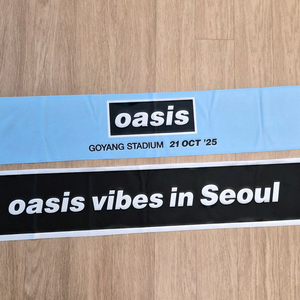 oasis
GOYANG STADIUM 21 OCT '25
oasis vibes in Seoul